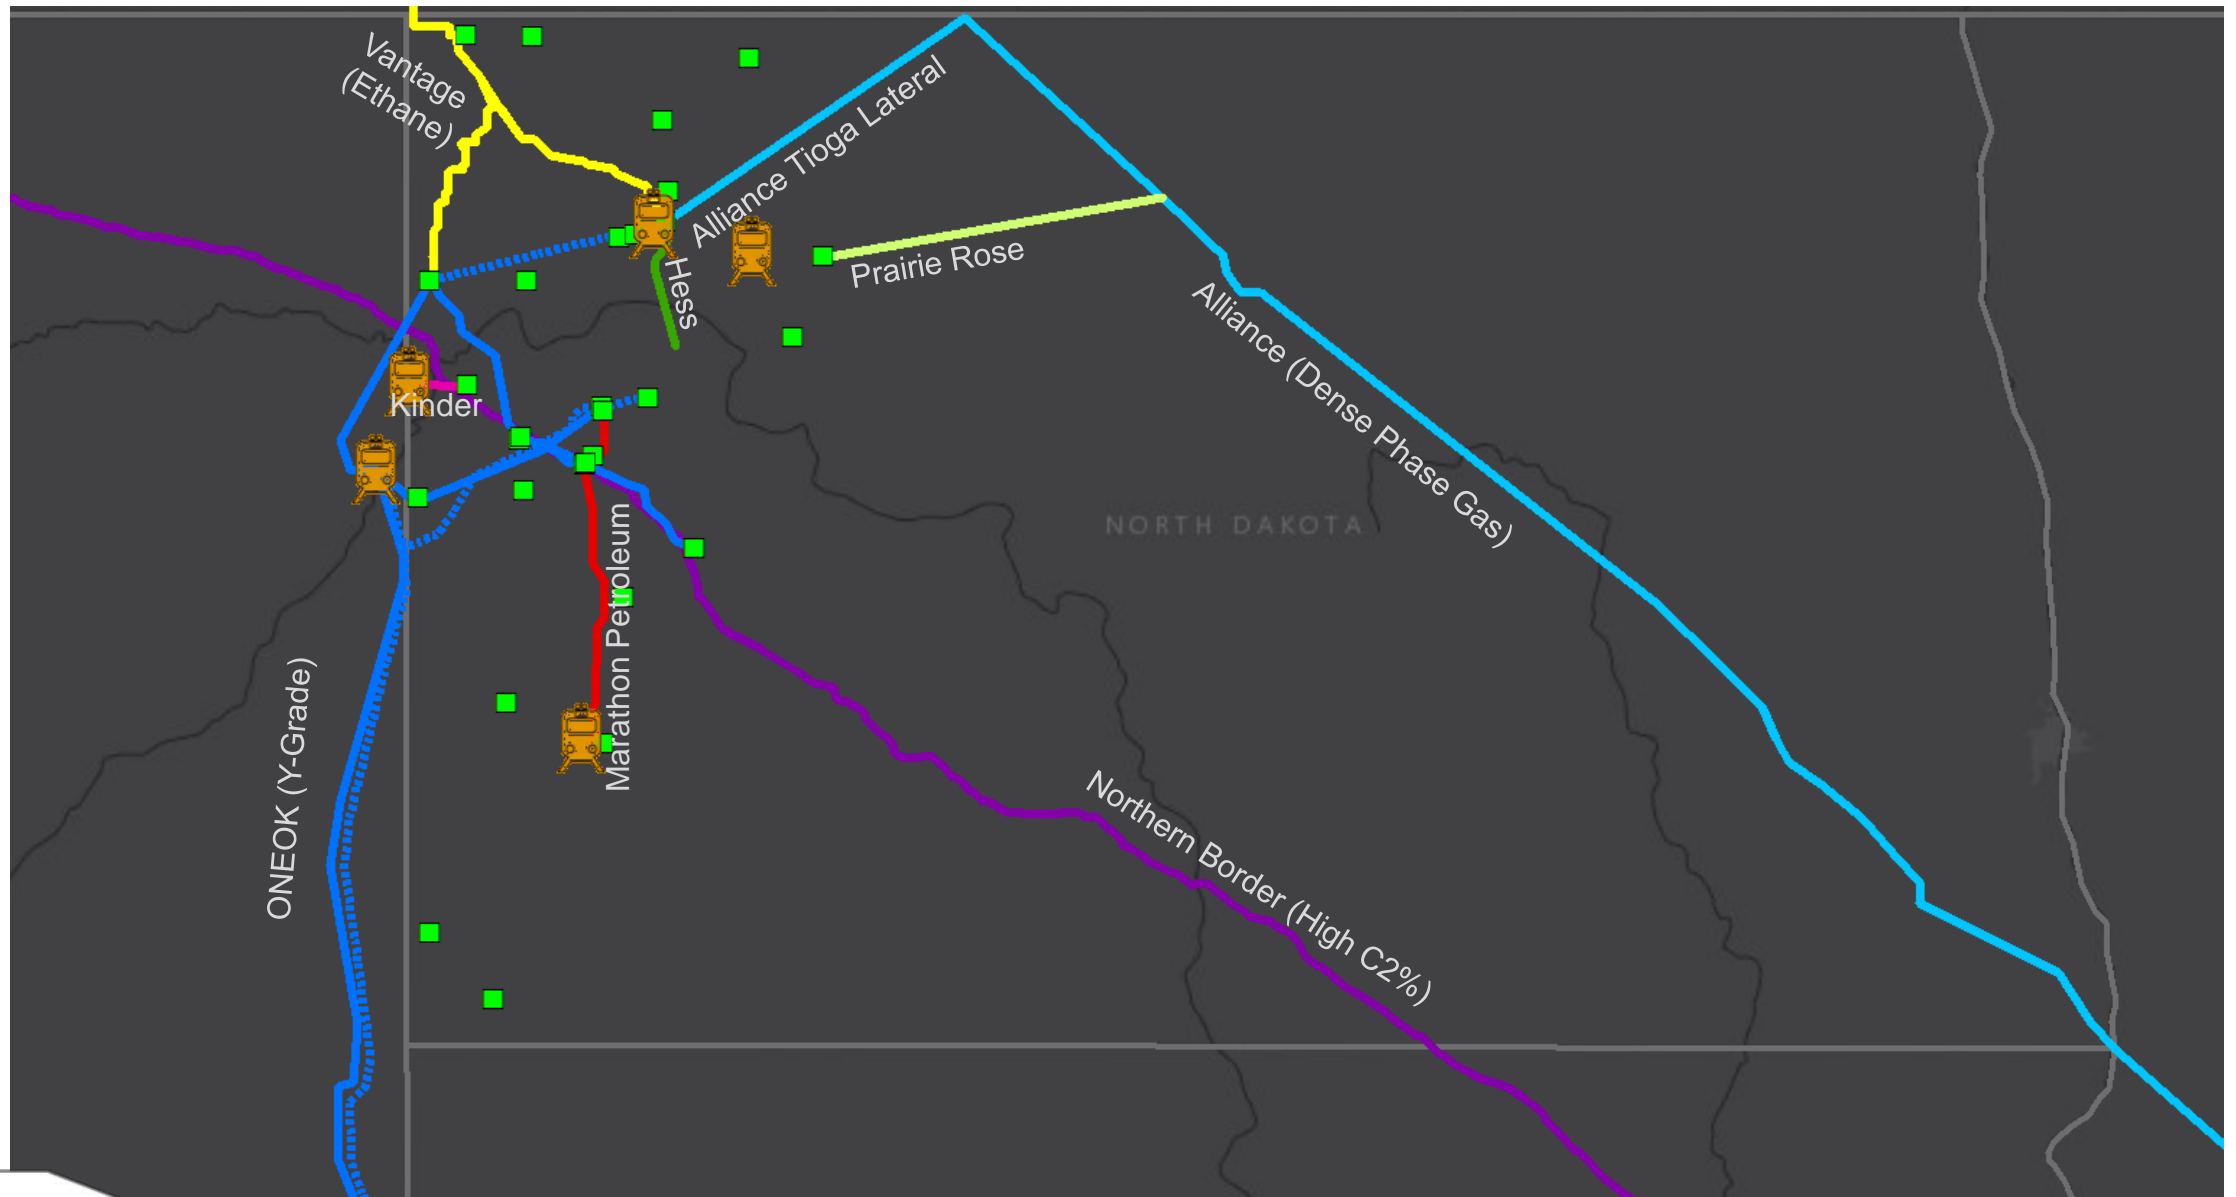 Vantage
(Ethane)
Alliance Tioga Lateral
Prairie Rose
Hess
Alliance (Dense Phase Gas)
Kinder
NORTH DAKOTA
Marathon Petroleum
ONEOK (Y-Grade)
Northern Border (High C2%)